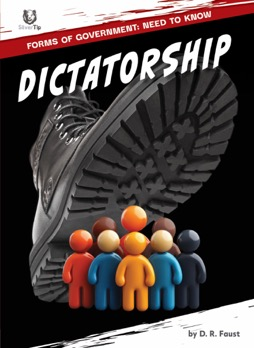 SilverTip
FORMS OF GOVERNMENT: NEED TO KNOW
DICTATORSHIP
by D. R. Faust